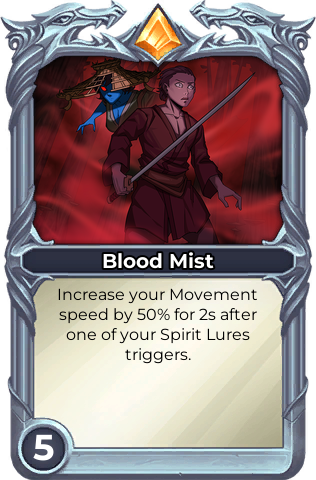 Blood Mist
Increase your Movement
speed by 50% for 2s after
one of your Spirit Lures
triggers.
5